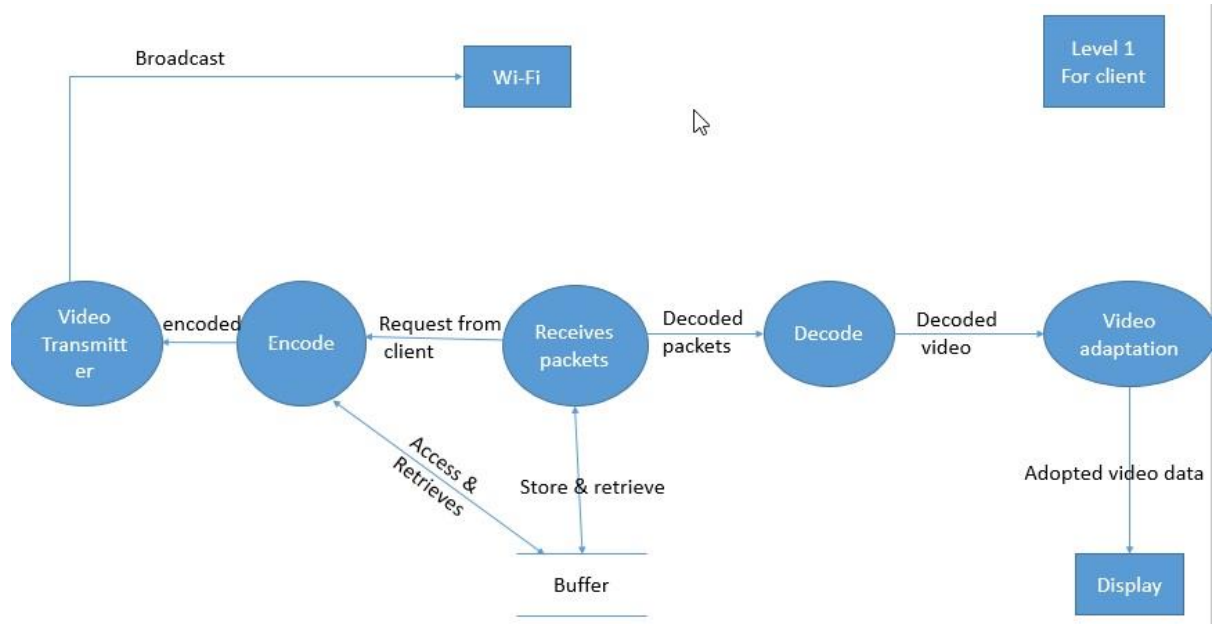 Broadcast
Wi-Fi
Level 1
For client
Video
Transmitt
er
encoded
Encode
Request from
client
Receives
packets
Decoded
packets
Decode
Decoded
video
Video
adaptation
Access &
Retrieves
Store & retrieve
Adopted video data
Buffer
Display